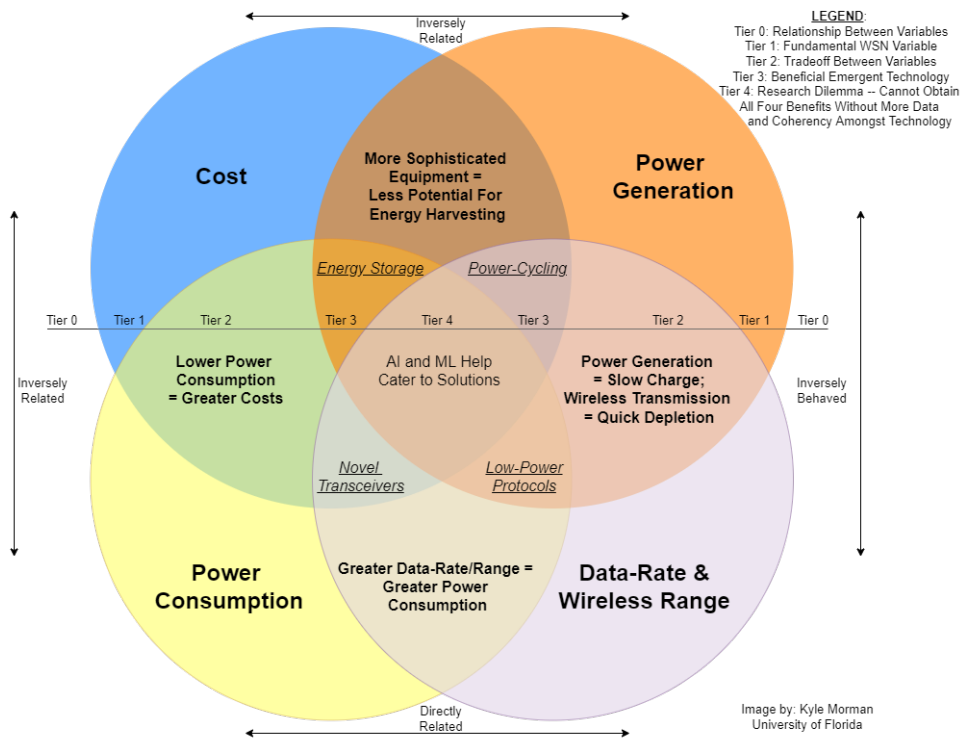 Inversely
Related
LEGEND:
Tier 0: Relationship Between Variables
Tier 1: Fundamental WSN Variable
Tier 2: Tradeoff Between Variables
Tier 3: Beneficial Emergent Technology
Tier 4: Research Dilemma -- Cannot Obtain
All Four Benefits Without More Data
and Coherency Amongst Technology
Cost
More Sophisticated
Equipment =
Less Potential For
Energy Harvesting
Power
Generation
Energy Storage
Power-Cycling
Tier 0
Tier 1
Tier 2
Tier 3
Tier 4
Tier 3
Tier 2
Tier 1
Tier 0
Inversely
Related
Lower Power
Consumption
= Greater Costs
AI and ML Help
Cater to Solutions
Power Generation
= Slow Charge;
Wireless Transmission
= Quick Depletion
Inversely
Behaved
Novel
Transceivers
Low-Power
Protocols
Power
Consumption
Greater Data-Rate/Range =
Greater Power
Consumption
Data-Rate &
Wireless Range
Directly
Related
Image by: Kyle Morman
University of Florida